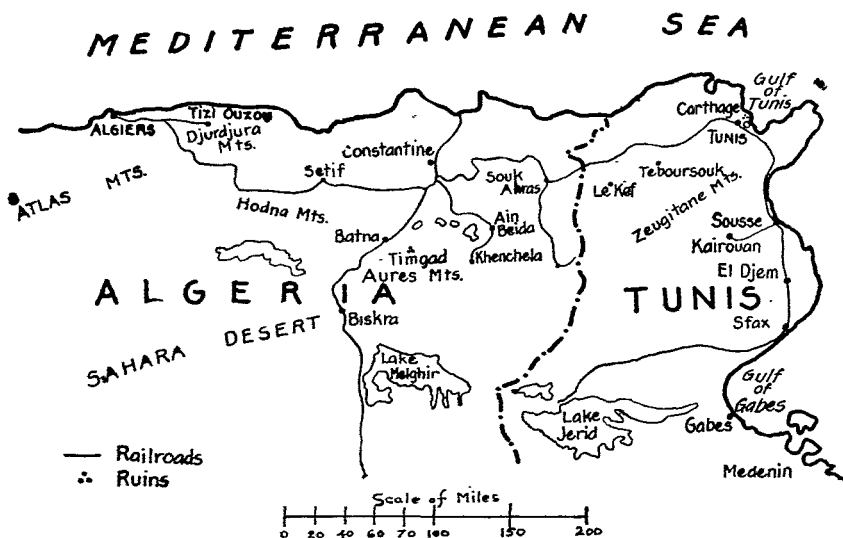 MEDITERRANEAN SEA
Gulf
of
Tunis
Carthage
TUNIS
Tizi Ouzou
ALGIERS
Djurdjura
Mts.
Constantine
Setif
Souk
Ahras
Teboursouk
Le Kef
ATLAS MTS.
Hodna Mts.
Zeugitane Mts.
Ain
Beida
Sousse
Kairouan
Batna
Timgad
Khenchela
Aures Mts.
El Djem
ALGERIA
TUNIS
Biskra
Sfax
SAHARA DESERT
Lake
Melghir
Gulf
of
Gabes
Lake
Jerid
Gabes
Medenin
Railroads
Ruins
Scale of Miles
0 20 40 60 70 100 150 200